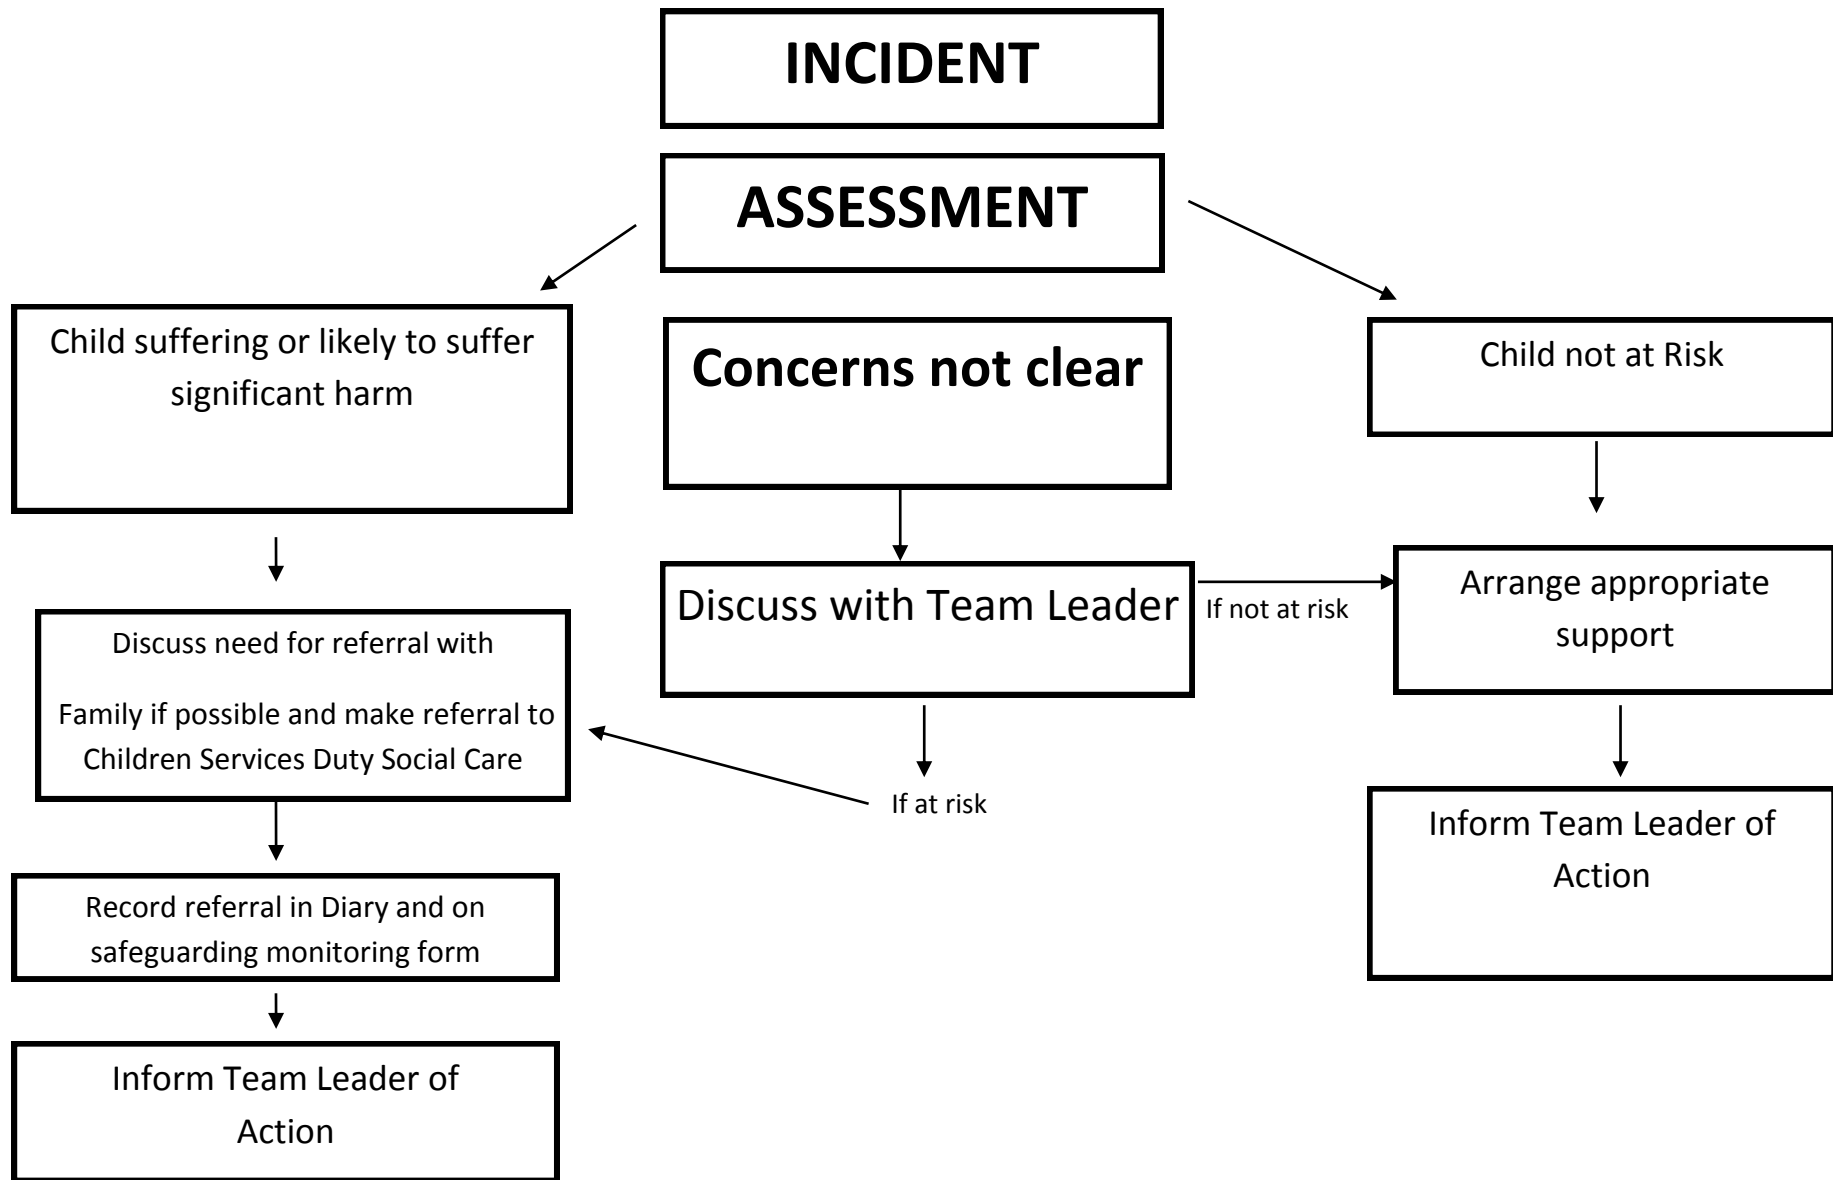 INCIDENT
ASSESSMENT
Child suffering or likely to suffer
significant harm
Concerns not clear
Child not at Risk
Discuss need for referral with
Family if possible and make referral to
Children Services Duty Social Care
Discuss with Team Leader
If not at risk
Arrange appropriate
support
If at risk
Record referral in Diary and on
safeguarding monitoring form
Inform Team Leader of
Action
Inform Team Leader of
Action